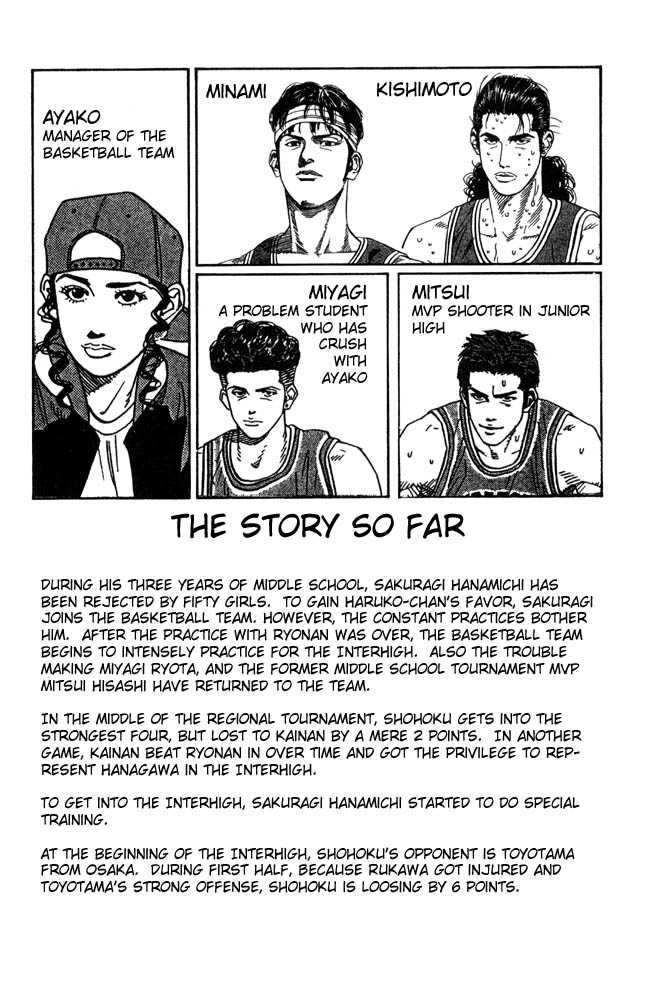 AYAKO
MANAGER OF THE
BASKETBALL TEAM
MINAMI
KISHIMOTO
MIYAGI
A PROBLEM STUDENT
WHO HAS
CRUSH
WITH
AYAKO
MITSUI
MVP SHOOTER IN JUNIOR
HIGH
THE STORY SO FAR
DURING HIS THREE YEARS OF MIDDLE SCHOOL, SAKURAGI HANAMICHI HAS
BEEN REJECTED BY FIFTY GIRLS. TO GAIN HARUKO-CHAN'S FAVOR, SAKURAGI
JOINS THE BASKETBALL TEAM. HOWEVER, THE CONSTANT PRACTICES BOTHER
HIM. AFTER THE PRACTICE WITH RYONAN WAS OVER, THE BASKETBALL TEAM
BEGINS TO INTENSELY PRACTICE FOR THE INTERHIGH. ALSO THE TROUBLE
MAKING MIYAGI RYOTA, AND THE FORMER MIDDLE SCHOOL TOURNAMENT MVP
MITSUI HISASHI HAVE RETURNED TO THE TEAM.
IN THE MIDDLE OF THE REGIONAL TOURNAMENT, SHOHOKU GETS INTO THE
STRONGEST FOUR, BUT LOST TO KAINAN BY A MERE 2 POINTS. IN ANOTHER
GAME, KAINAN BEAT RYONAN IN OVER TIME AND GOT THE PRIVILEGE TO REP-
RESENT HANAGAWA IN THE INTERHIGH.
TO GET INTO THE INTERHIGH, SAKURAGI HANAMICHI STARTED TO DO SPECIAL
TRAINING.
AT THE BEGINNING OF THE INTERHIGH, SHOHOKU'S OPPONENT IS TOYOTAMA
FROM OSAKA. DURING FIRST HALF, BECAUSE RUKAWA GOT INJURED AND
TOYOTAMA'S STRONG OFFENSE, SHOHOKU IS LOOSING BY 6 POINTS.